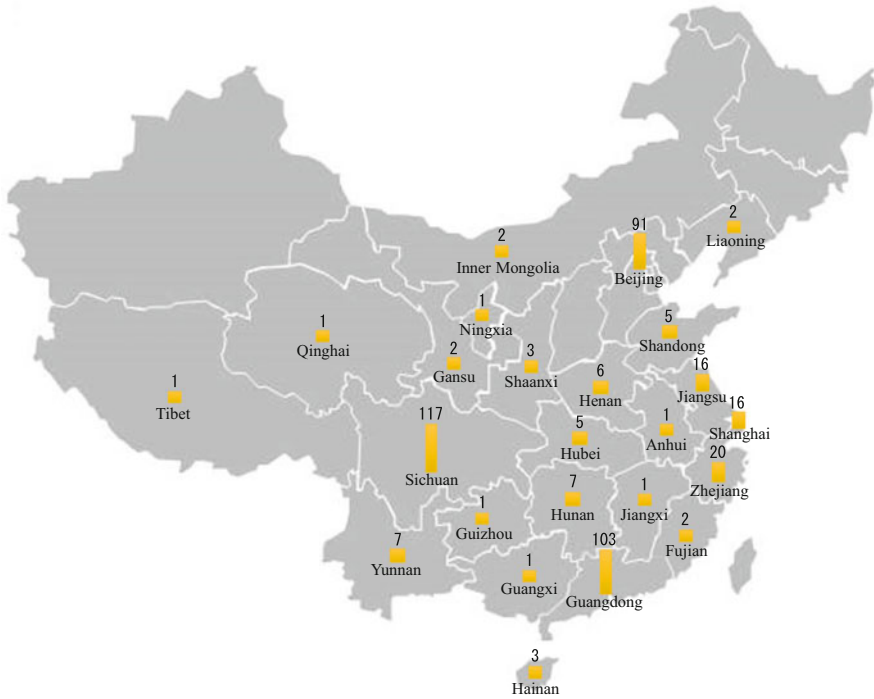 91
Beijing
2
Liaoning
2
Inner Mongolia
1
Ningxia
1
Qinghai
5
Shandong
2
Gansu
3
Shaanxi
6
Henan
16
Jiangsu
1
Tibet
16
Shanghai
117
Sichuan
5
Hubei
1
Anhui
20
Zhejiang
7
Hunan
1
Jiangxi
1
Guizhou
2
Fujian
7
Yunnan
1
Guangxi
103
Guangdong
3
Hainan